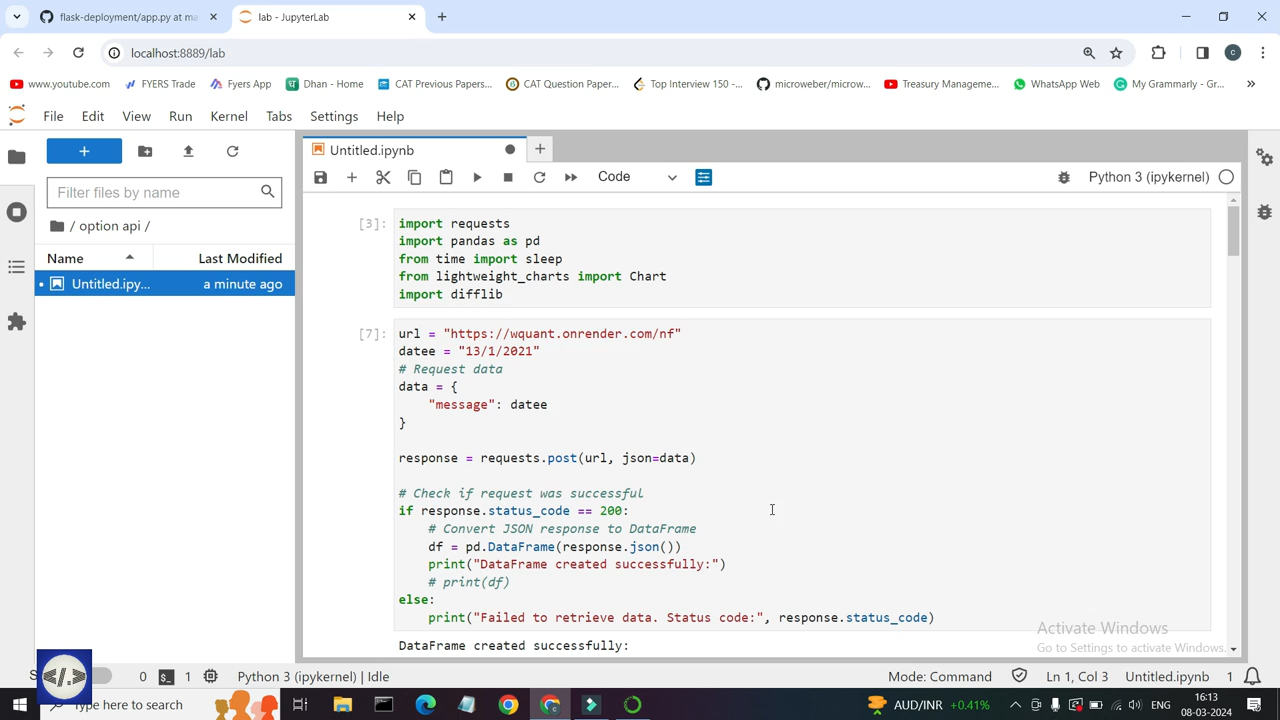 flask-deployment/app.py at ma
lab - JupyterLab
localhost:8889/lab
www.youtube.com
FYERS Trade
Fyers App
Dhan - Home
CAT Previous Papers...
CAT Question Paper...
Top Interview 150 -...
microweber/microw...
Treasury Manageme...
WhatsApp Web
My Grammarly - Gr...
File Edit View Run Kernel Tabs Settings Help
Untitled.ipynb
Code
Python 3 (ipykernel)
Filter files by name
/ option api /
Name Last Modified
Untitled.ipy... a minute ago
[3]:
import requests
import pandas as pd
from time import sleep
from lightweight_charts import Chart
import difflib
[7]:
url = "https://wquant.onrender.com/nf"
datee = "13/1/2021"
# Request data
data = {
"message": datee
}
response = requests.post(url, json=data)
# Check if request was successful
if response.status_code == 200:
# Convert JSON response to DataFrame
df = pd.DataFrame(response.json())
print("DataFrame created successfully:")
# print(df)
else:
print("Failed to retrieve data. Status code:", response.status_code)
DataFrame created successfully:
Activate Windows
Go to Settings to activate Windows.
0 1 Python 3 (ipykernel) | Idle
Mode: Command Ln 1, Col 3 Untitled.ipynb 1
</>
Type here to search
AUD/INR +0.41%
ENG
16:13
08-03-2024